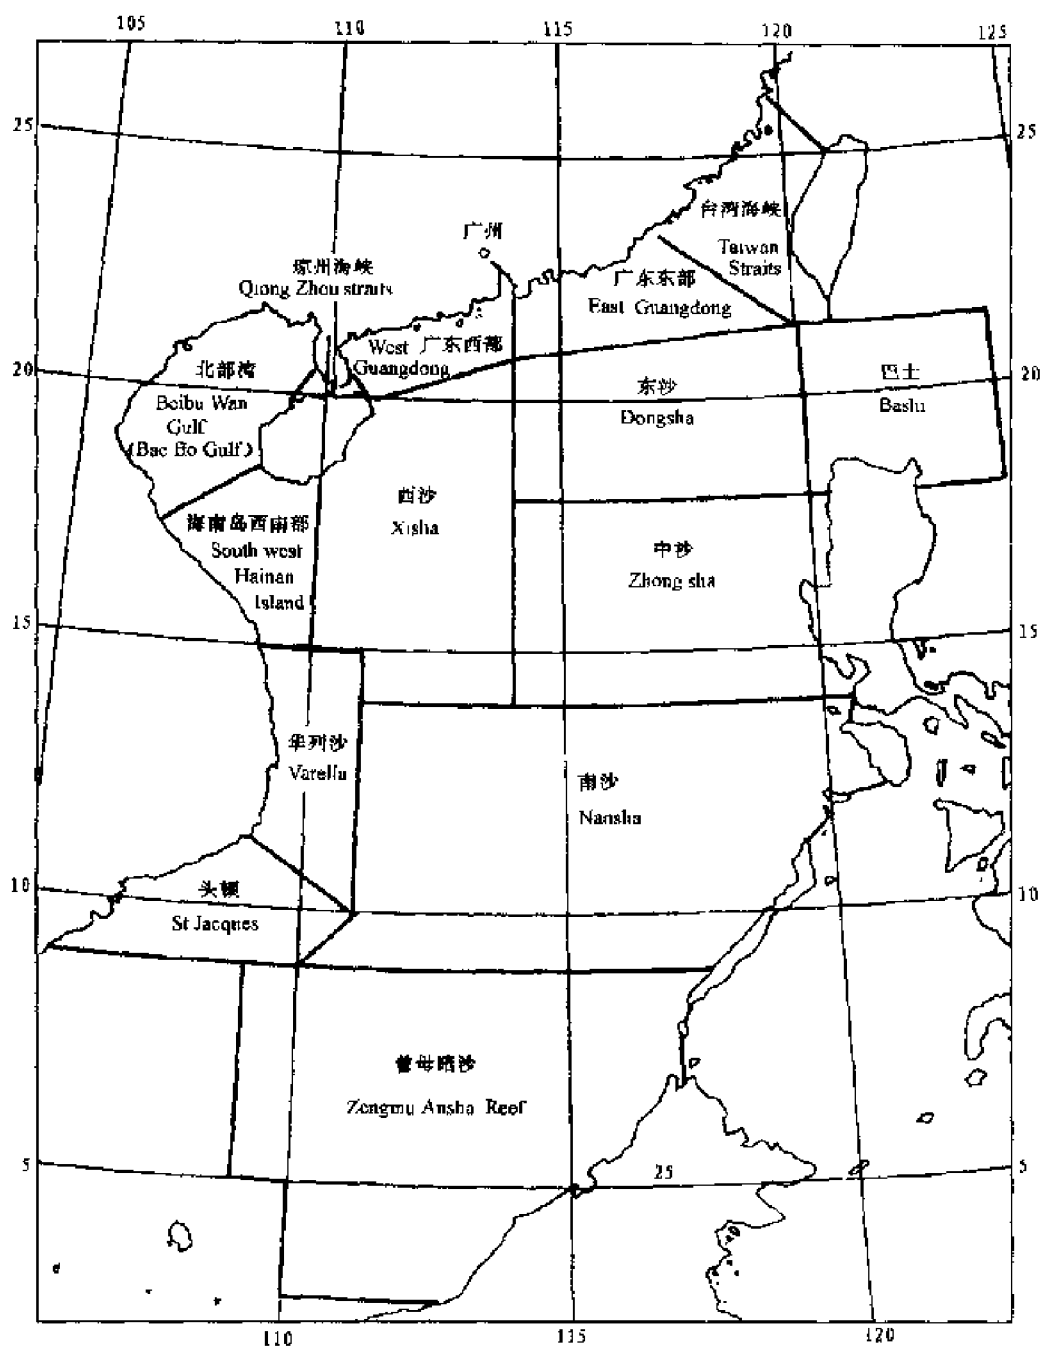 105 110 115 120 125
25 25
台湾海峡
Taiwan
Straits
广州
琼州海峡
Qiong Zhou straits
广东东部
East Guangdong
West 广东西部
Guangdong
20 20
北部湾
Beibu Wan
Gulf
(Bac Bo Gulf)
东沙
Dongsha
巴士
Bashi
西沙
Xisha
海南岛西南部
South west
Hainan
Island
中沙
Zhong sha
15 15
华列沙
Varella
南沙
Nansha
10 10
头顿
St Jacques
曾母暗沙
Zengmu Ansha Reef
5 25 5
110 115 120